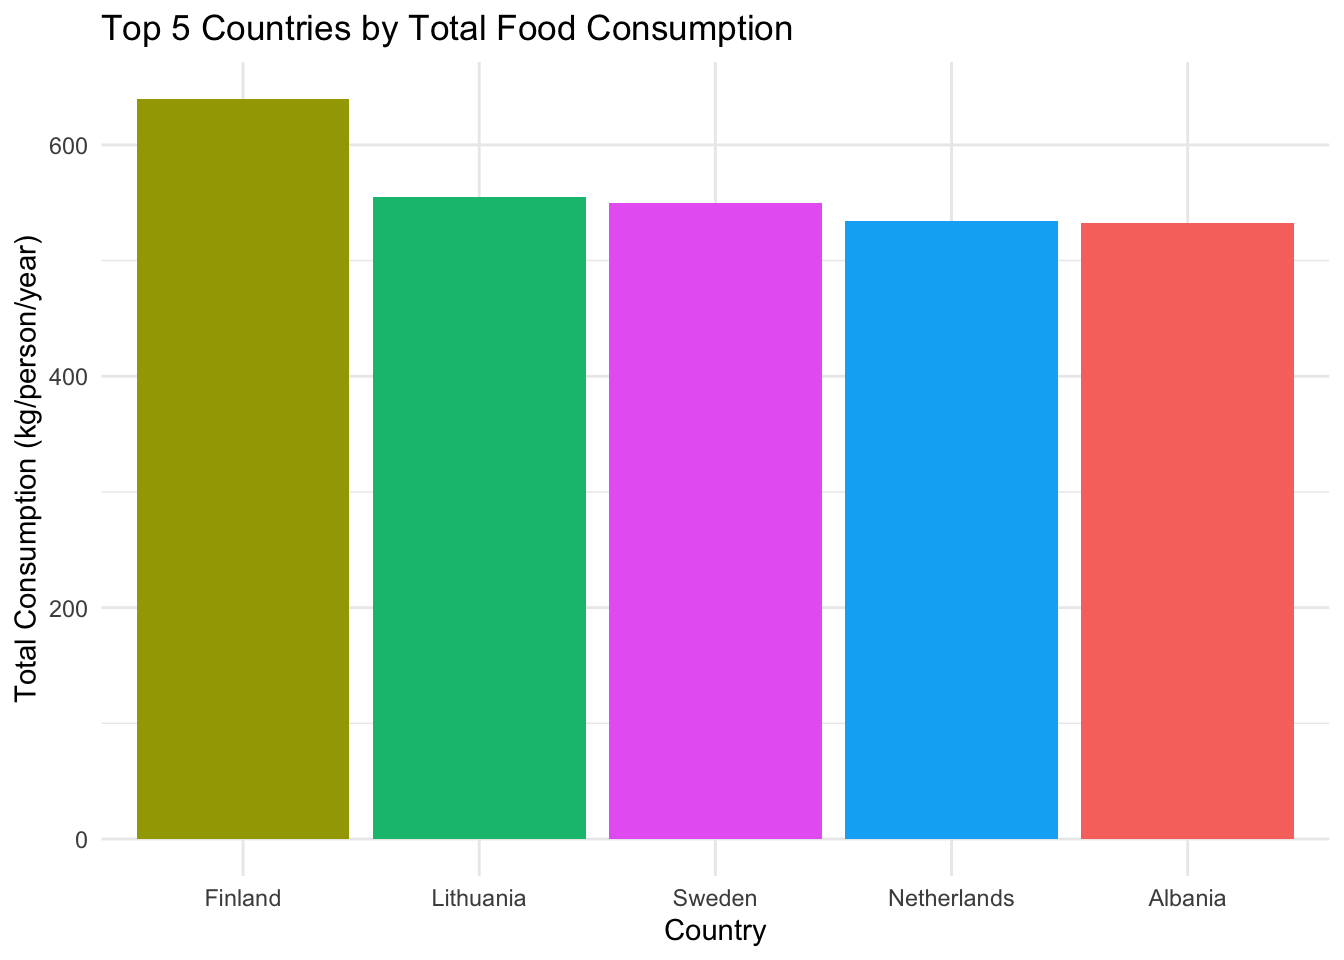 Top 5 Countries by Total Food Consumption
Total Consumption (kg/person/year)
600
400
200
0
Finland
Lithuania
Sweden
Netherlands
Albania
Country